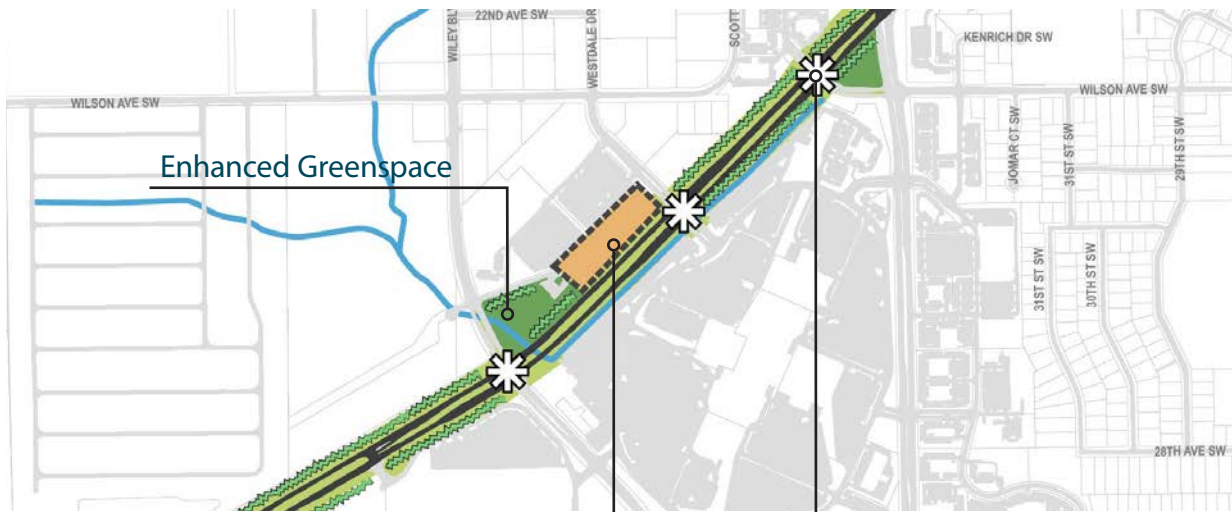 22ND AVE SW
WILEY BL
WESTDALE DR
SCOTT
KENRICH DR SW
WILSON AVE SW
WILSON AVE SW
Enhanced Greenspace
JOMAR CT SW
31ST ST SW
29TH ST SW
31ST ST SW
30TH ST SW
28TH AVE SW